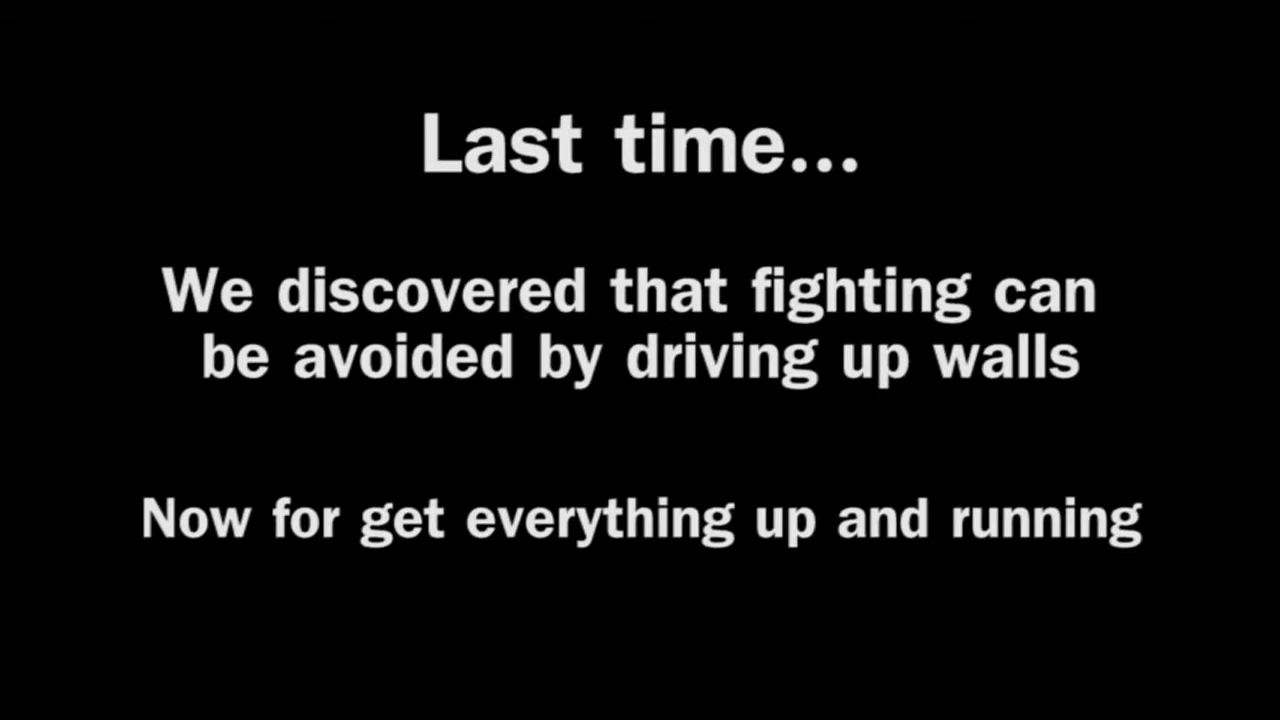 Last time...
We discovered that fighting can
be avoided by driving up walls
Now for get everything up and running